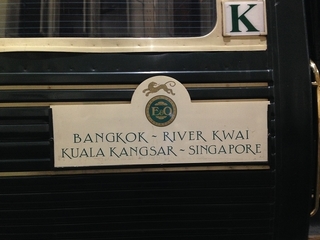 K
BANGKOK ~ RIVER KWAI
KUALA KANGSAR ~ SINGAPORE